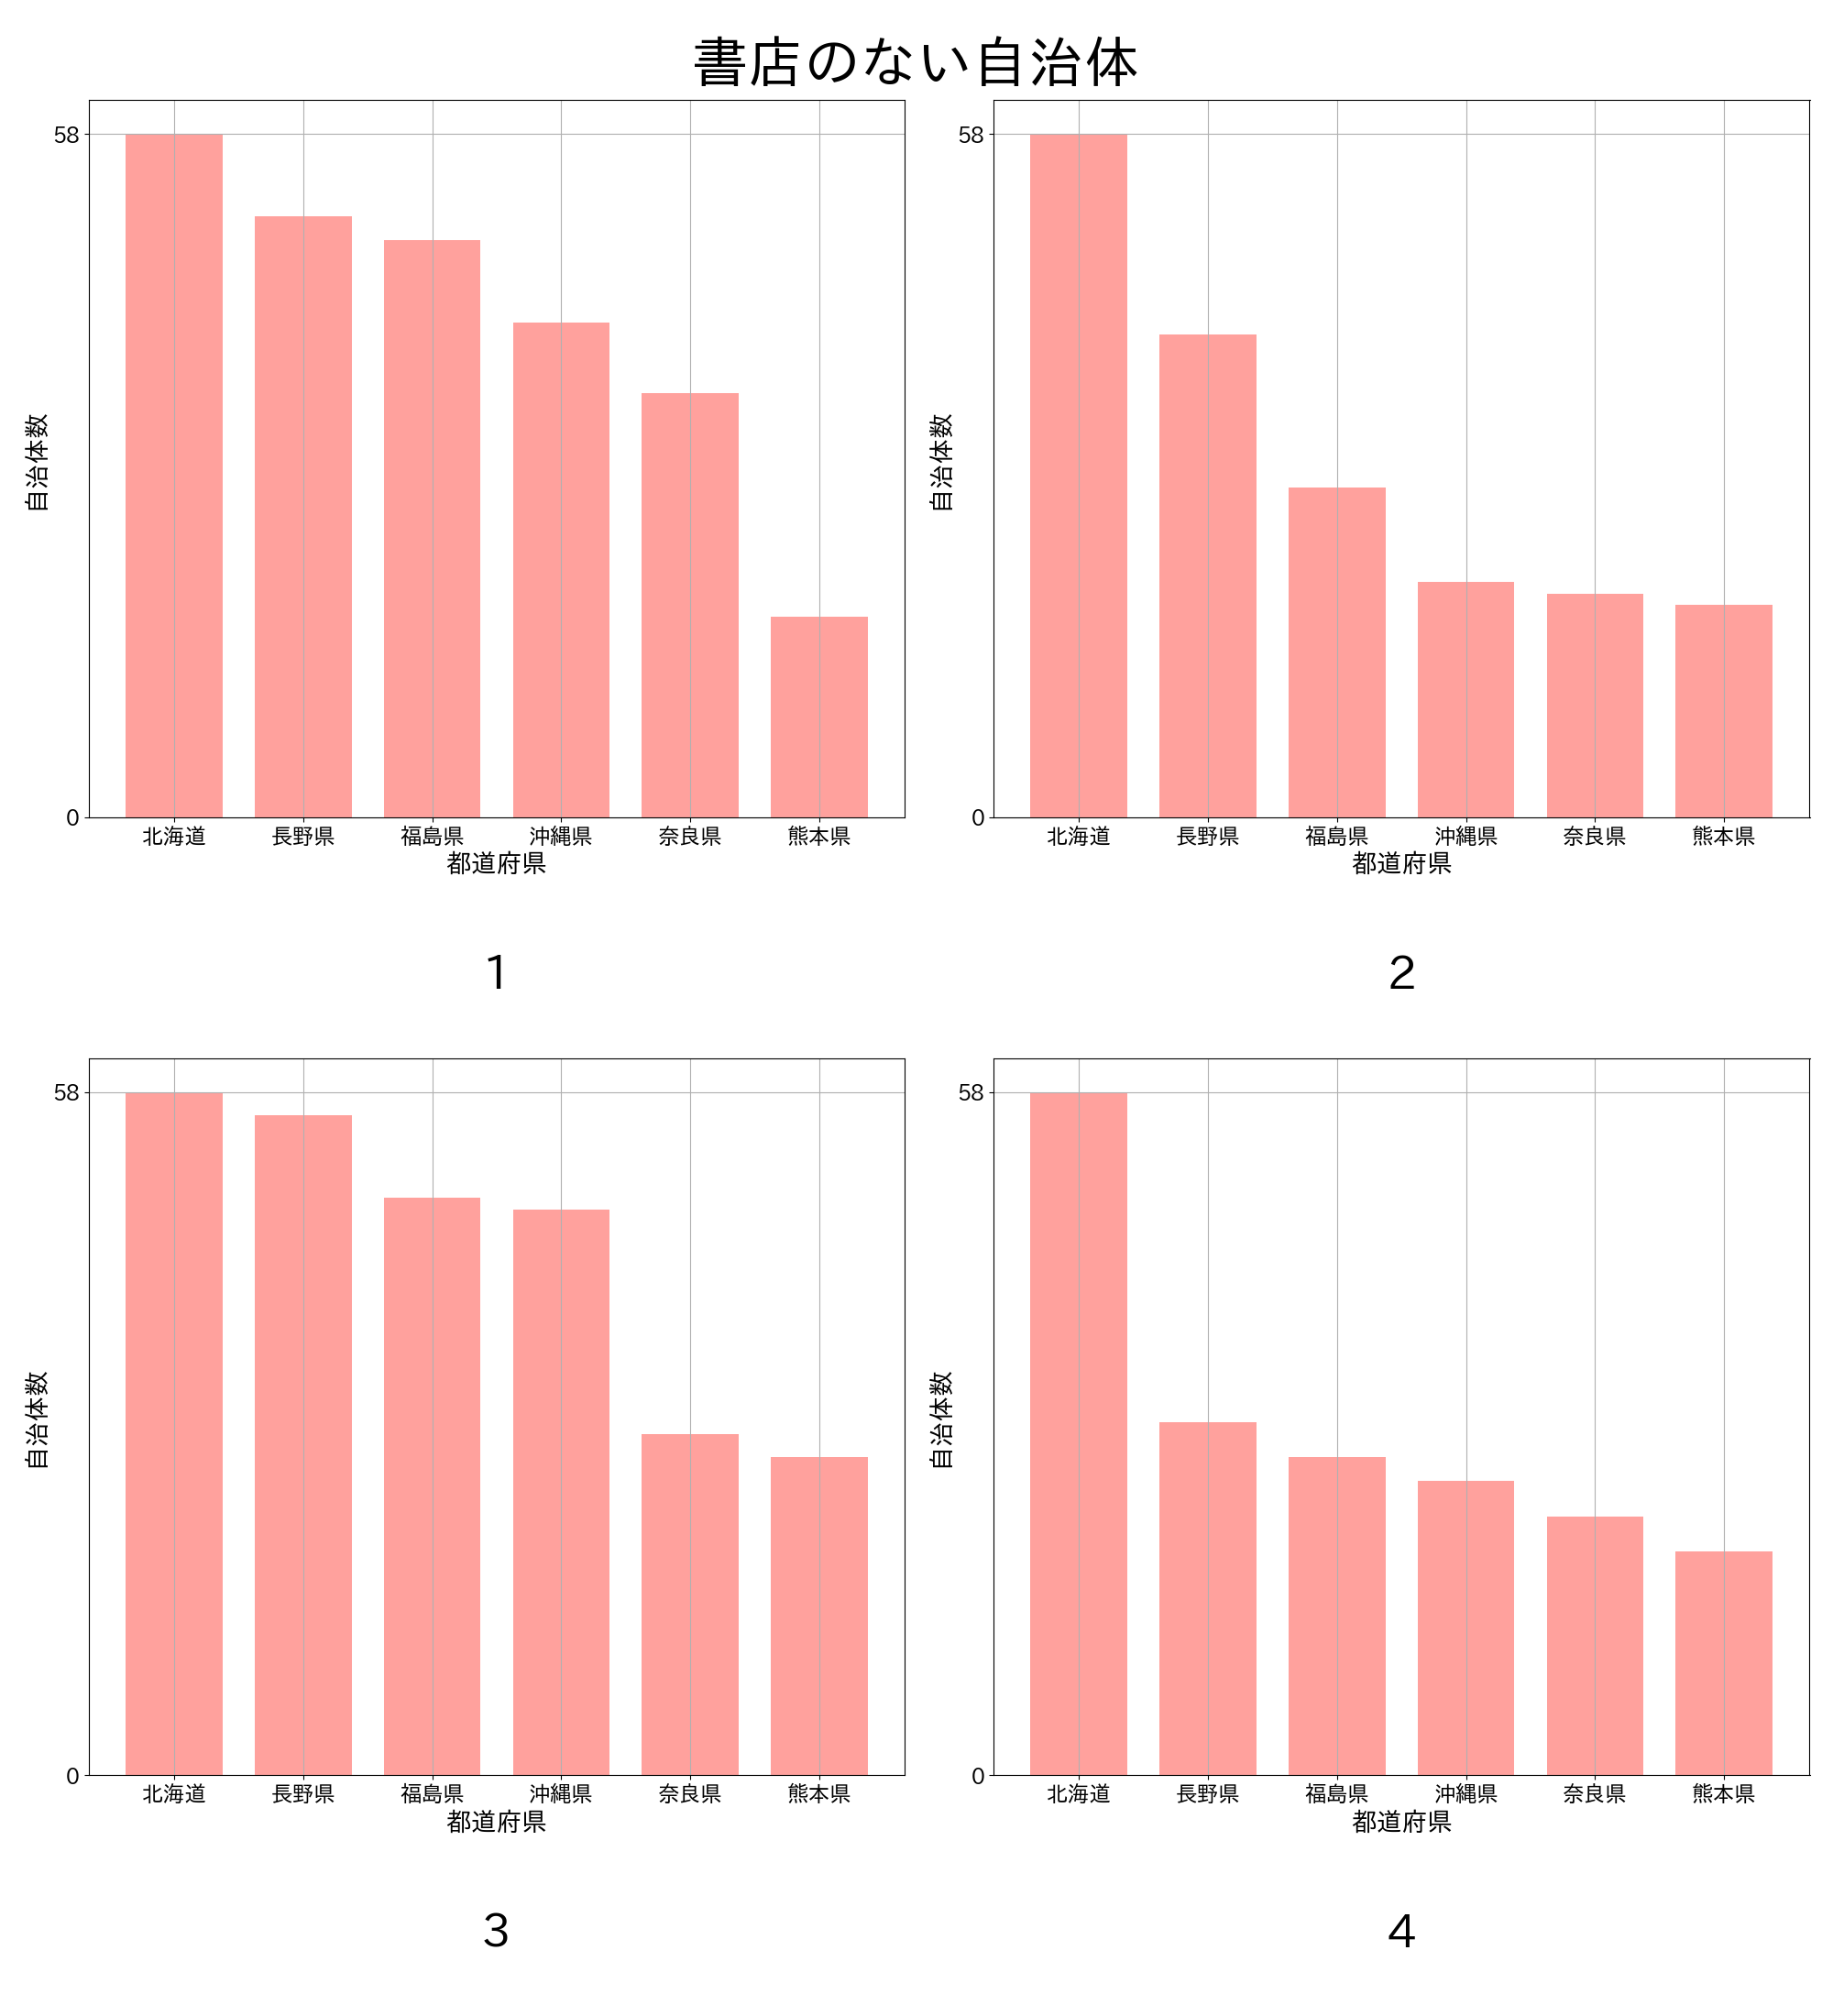 書店のない自治体
58
0
自治体数
北海道 長野県 福島県 沖縄県 奈良県 熊本県
都道府県
1
58
0
自治体数
北海道 長野県 福島県 沖縄県 奈良県 熊本県
都道府県
2
58
0
自治体数
北海道 長野県 福島県 沖縄県 奈良県 熊本県
都道府県
3
58
0
自治体数
北海道 長野県 福島県 沖縄県 奈良県 熊本県
都道府県
4